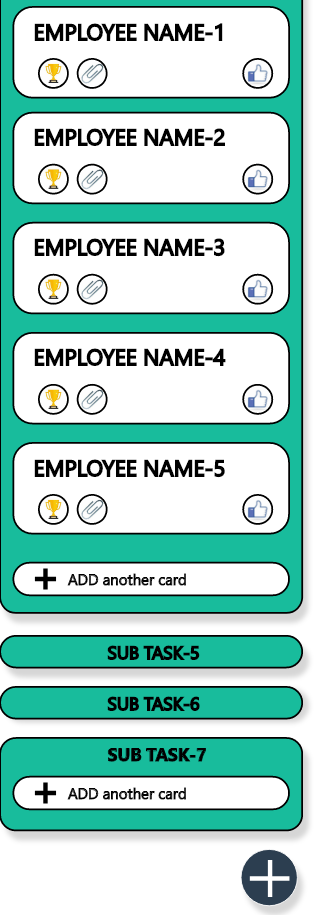 EMPLOYEE NAME-1
EMPLOYEE NAME-2
EMPLOYEE NAME-3
EMPLOYEE NAME-4
EMPLOYEE NAME-5
ADD another card
SUB TASK-5
SUB TASK-6
SUB TASK-7
ADD another card